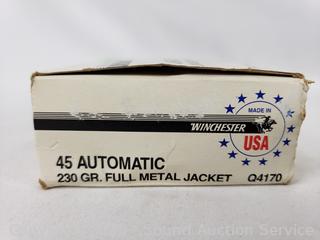 MADE IN
WINCHESTER
USA
45 AUTOMATIC
230 GR. FULL METAL JACKET Q4170
Sound Auction Service